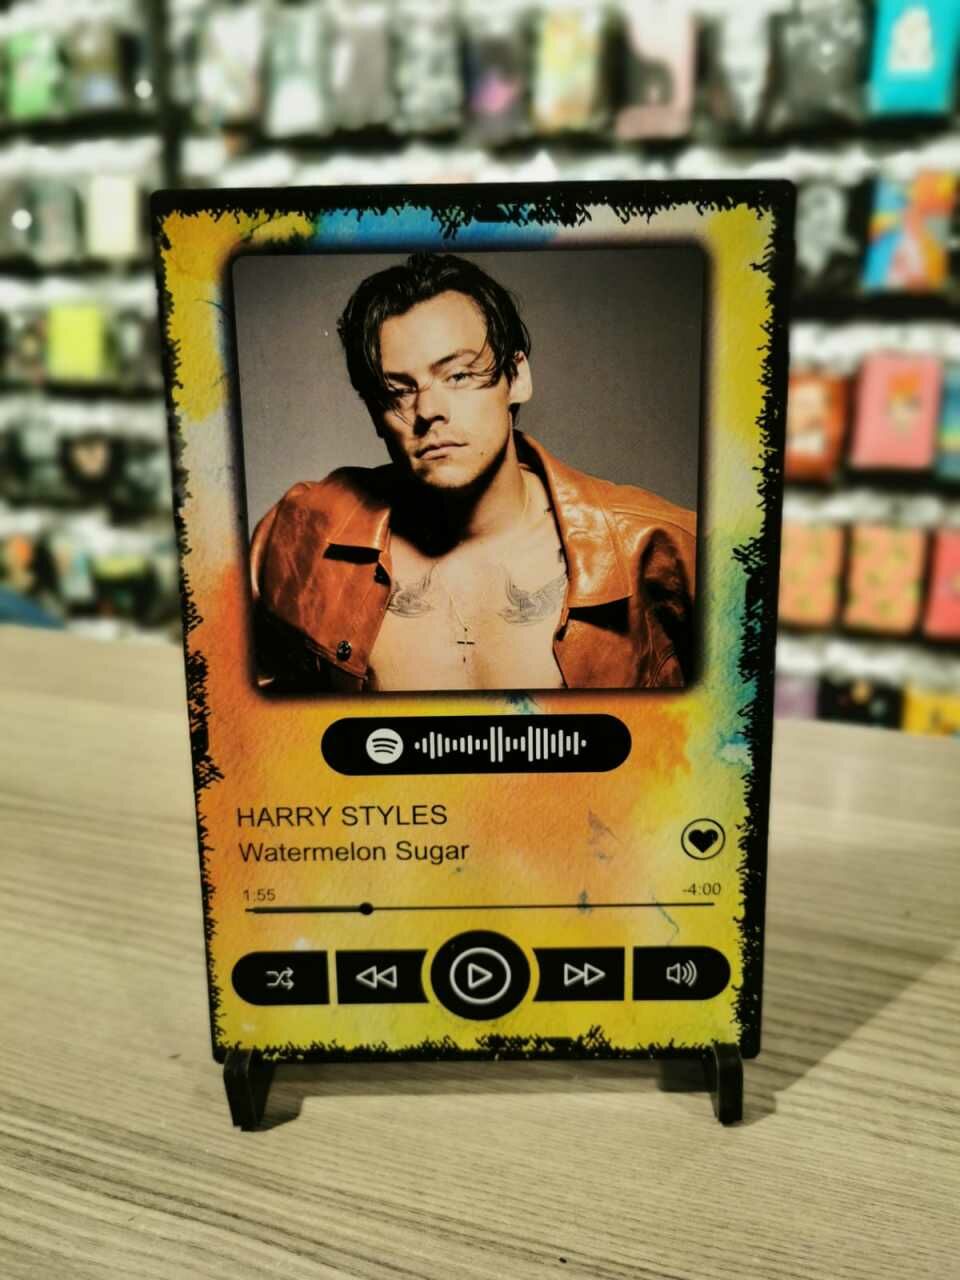 HARRY STYLES
Watermelon Sugar
1:55 -4:00